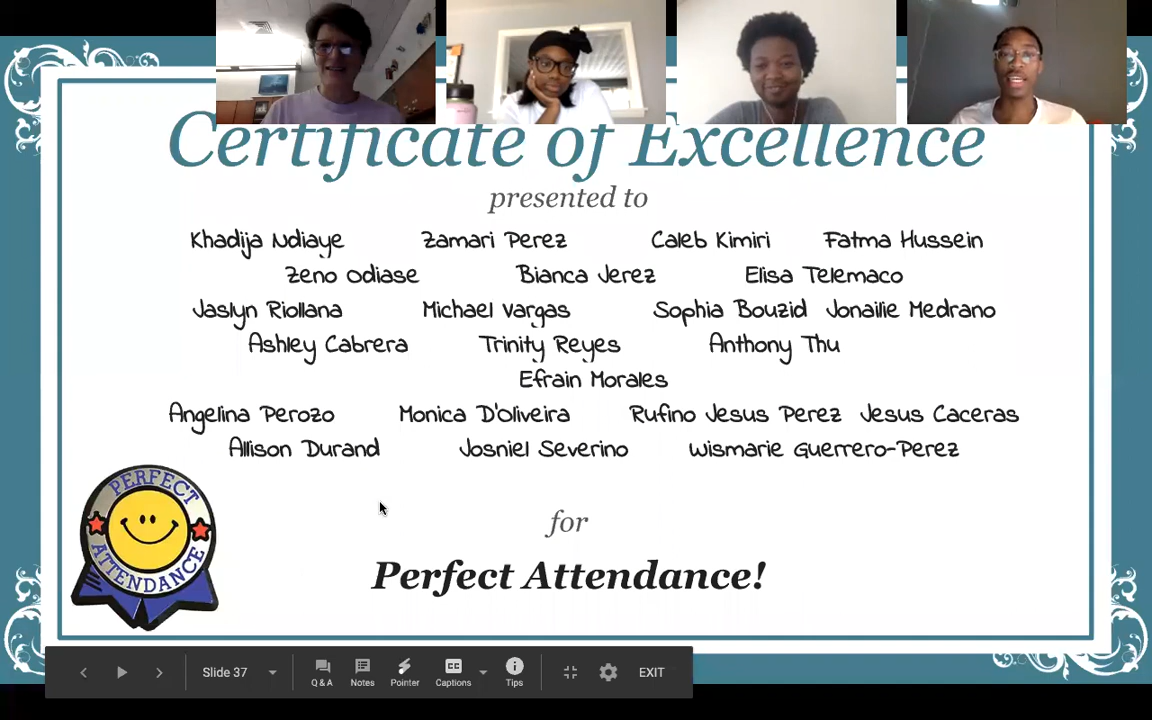 Certificate of Excellence
presented to
Khadija Ndiaye Zamari Perez Caleb Kimiri Fatma Hussein
Zeno Odiase Bianca Jerez Elisa Telemaco
Jaslyn Riollana Michael Vargas Sophia Bouzid Jonailie Medrano
Ashley Cabrera Trinity Reyes Anthony Thu
Efrain Morales
Angelina Perozo Monica D'Oliveira Rufino Jesus Perez Jesus Caceras
Allison Durand Josniel Severino Wismarie Guerrero-Perez
PERFECT
ATTENDANCE
for
Perfect Attendance!
Slide 37 Q & A Notes Pointer CC Captions Tips EXIT